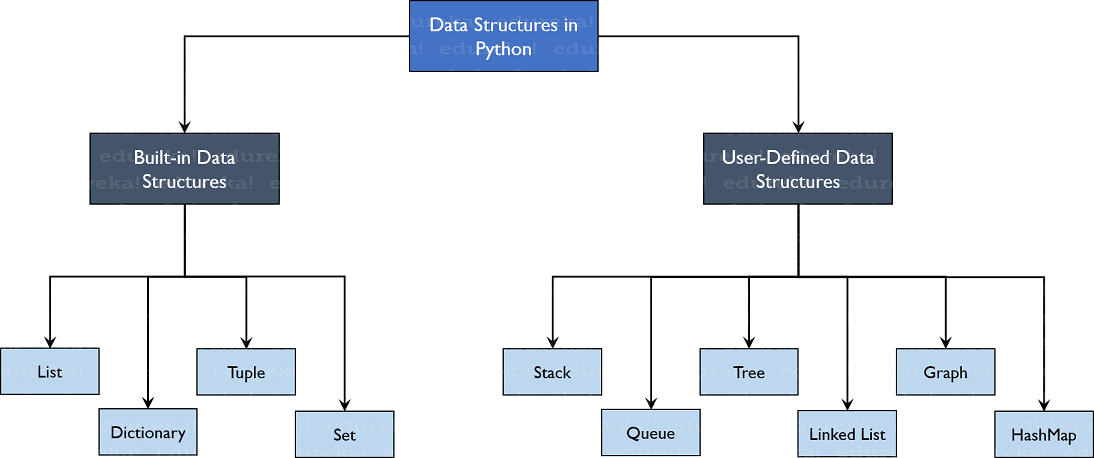 Data Structures in
Python
Built-in Data
Structures
User-Defined Data
Structures
List
Tuple
Dictionary
Set
Stack
Tree
Graph
Queue
Linked List
HashMap